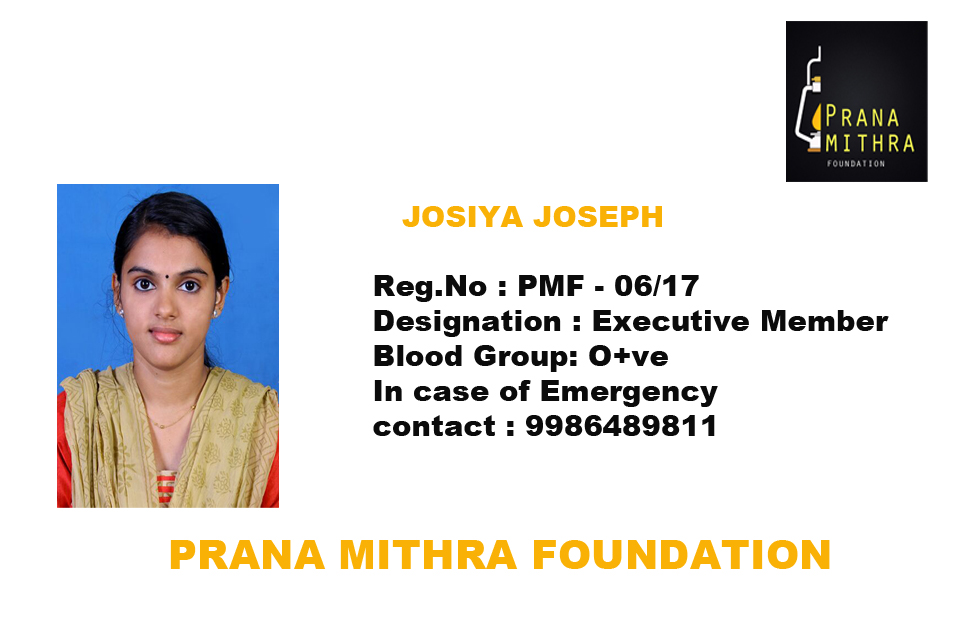 PRANA
MITHRA
FOUNDATION
JOSIYA JOSEPH
Reg.No : PMF - 06/17
Designation : Executive Member
Blood Group: O+ve
In case of Emergency
contact : 9986489811
PRANA MITHRA FOUNDATION